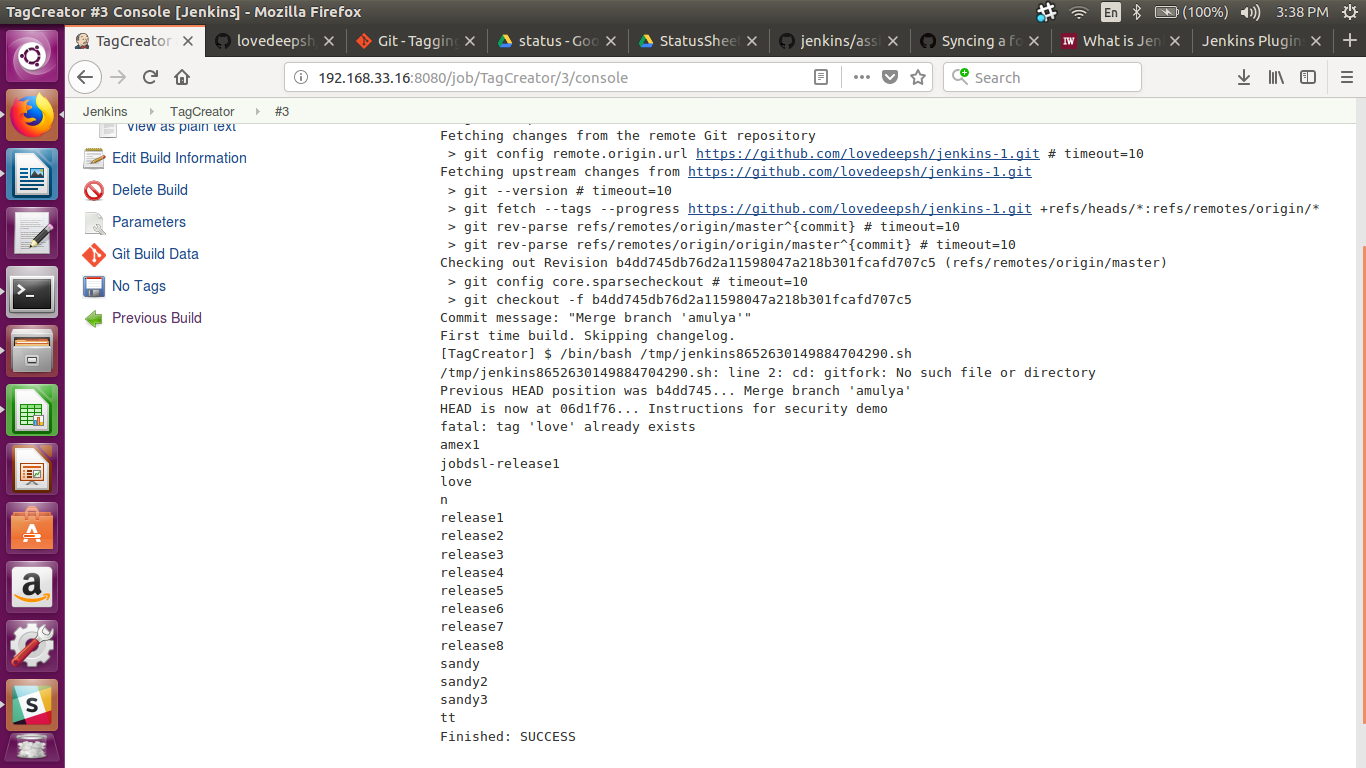 TagCreator #3 Console [Jenkins] - Mozilla Firefox
En
(100%)
3:38 PM
TagCreator
lovedeepsh
Git - Tagging
status - Goo
StatusSheet
jenkins/assi
Syncing a fo
IW
What is Jen
Jenkins Plugin
192.168.33.16:8080/job/TagCreator/3/console
Search
Jenkins
TagCreator
#3
View as plain text
Edit Build Information
Delete Build
Parameters
Git Build Data
No Tags
Previous Build
Fetching changes from the remote Git repository
> git config remote.origin.url https://github.com/lovedeepsh/jenkins-1.git # timeout=10
Fetching upstream changes from https://github.com/lovedeepsh/jenkins-1.git
> git --version # timeout=10
> git fetch --tags --progress https://github.com/lovedeepsh/jenkins-1.git +refs/heads/*:refs/remotes/origin/*
> git rev-parse refs/remotes/origin/master^{commit} # timeout=10
> git rev-parse refs/remotes/origin/origin/master^{commit} # timeout=10
Checking out Revision b4dd745db76d2a11598047a218b301fcafd707c5 (refs/remotes/origin/master)
> git config core.sparsecheckout # timeout=10
> git checkout -f b4dd745db76d2a11598047a218b301fcafd707c5
Commit message: "Merge branch 'amulya'"
First time build. Skipping changelog.
[TagCreator] $ /bin/bash /tmp/jenkins8652630149884704290.sh
/tmp/jenkins8652630149884704290.sh: line 2: cd: gitfork: No such file or directory
Previous HEAD position was b4dd745... Merge branch 'amulya'
HEAD is now at 06d1f76... Instructions for security demo
fatal: tag 'love' already exists
amex1
jobdsl-release1
love
n
release1
release2
release3
release4
release5
release6
release7
release8
sandy
sandy2
sandy3
tt
Finished: SUCCESS